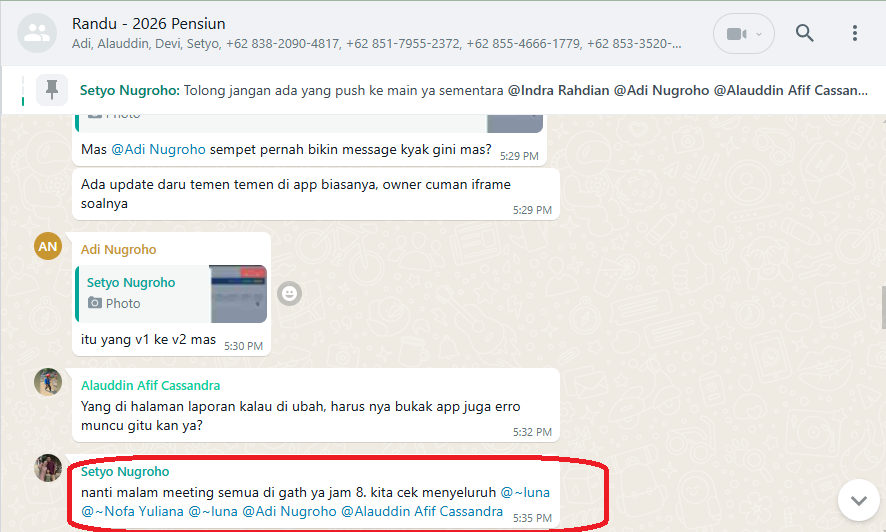 Randu - 2026 Pensiun
Adi, Alauddin, Devi, Setyo, +62 838-2090-4817, +62 851-7955-2372, +62 855-4666-1779, +62 853-3520-...
Setyo Nugroho: Tolong jangan ada yang push ke main ya sementara @Indra Rahdian @Adi Nugroho @Alauddin Afif Cassan...
Photo
Mas @Adi Nugroho sempet pernah bikin message kyak gini mas?
5:29 PM
Ada update daru temen temen di app biasanya, owner cuman iframe
soalnya
5:29 PM
AN
Adi Nugroho
Setyo Nugroho
Photo
itu yang v1 ke v2 mas
5:30 PM
Alauddin Afif Cassandra
Yang di halaman laporan kalau di ubah, harus nya bukak app juga erro
muncu gitu kan ya?
5:32 PM
Setyo Nugroho
nanti malam meeting semua di gath ya jam 8. kita cek menyeluruh @~luna
@~Nofa Yuliana @~luna @Adi Nugroho @Alauddin Afif Cassandra
5:35 PM